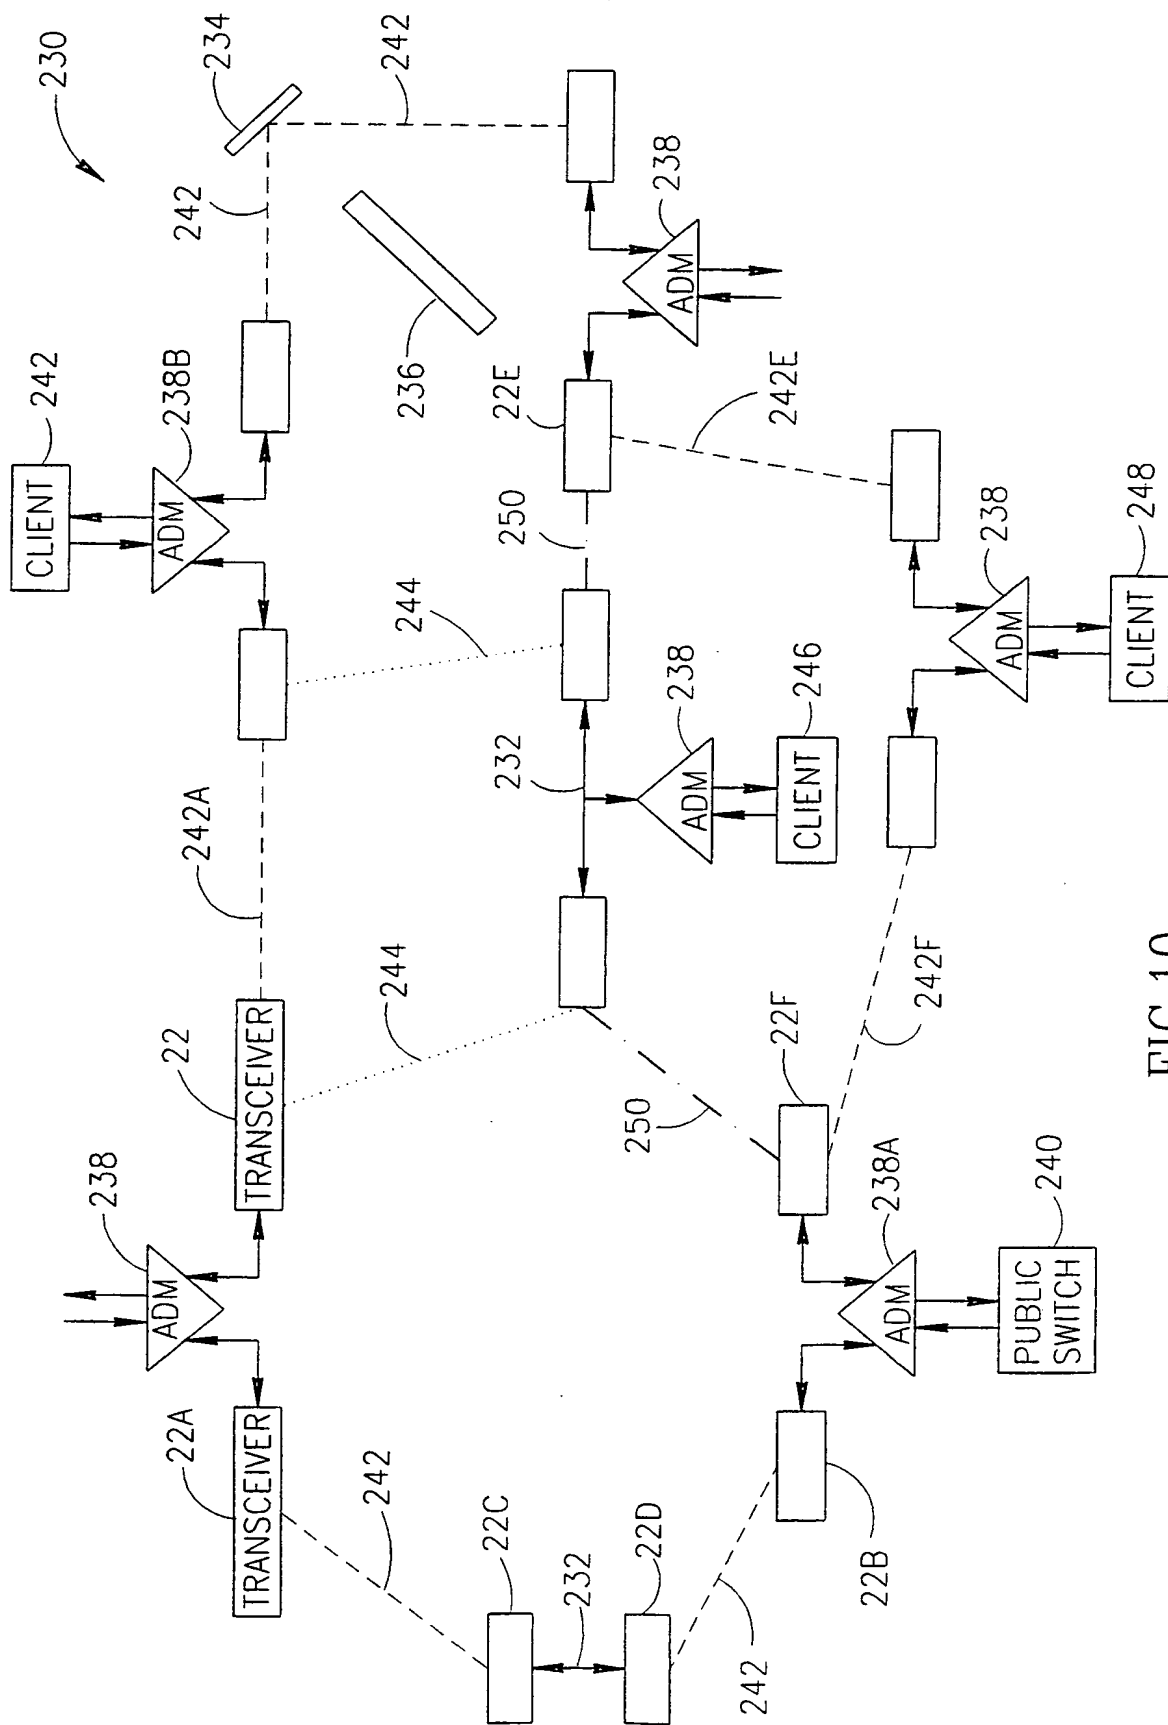 CLIENT
242
230
238
ADM
ADM
238B
22A
22
242A
242
234
TRANSCEIVER
TRANSCEIVER
242
244
244
236
242
22C
232
250
22E
232
22D
ADM
238
ADM
238
242
250
242E
22F
CLIENT
246
22B
ADM
238A
242F
ADM
238
PUBLIC
SWITCH
240
CLIENT
248
FIG.10